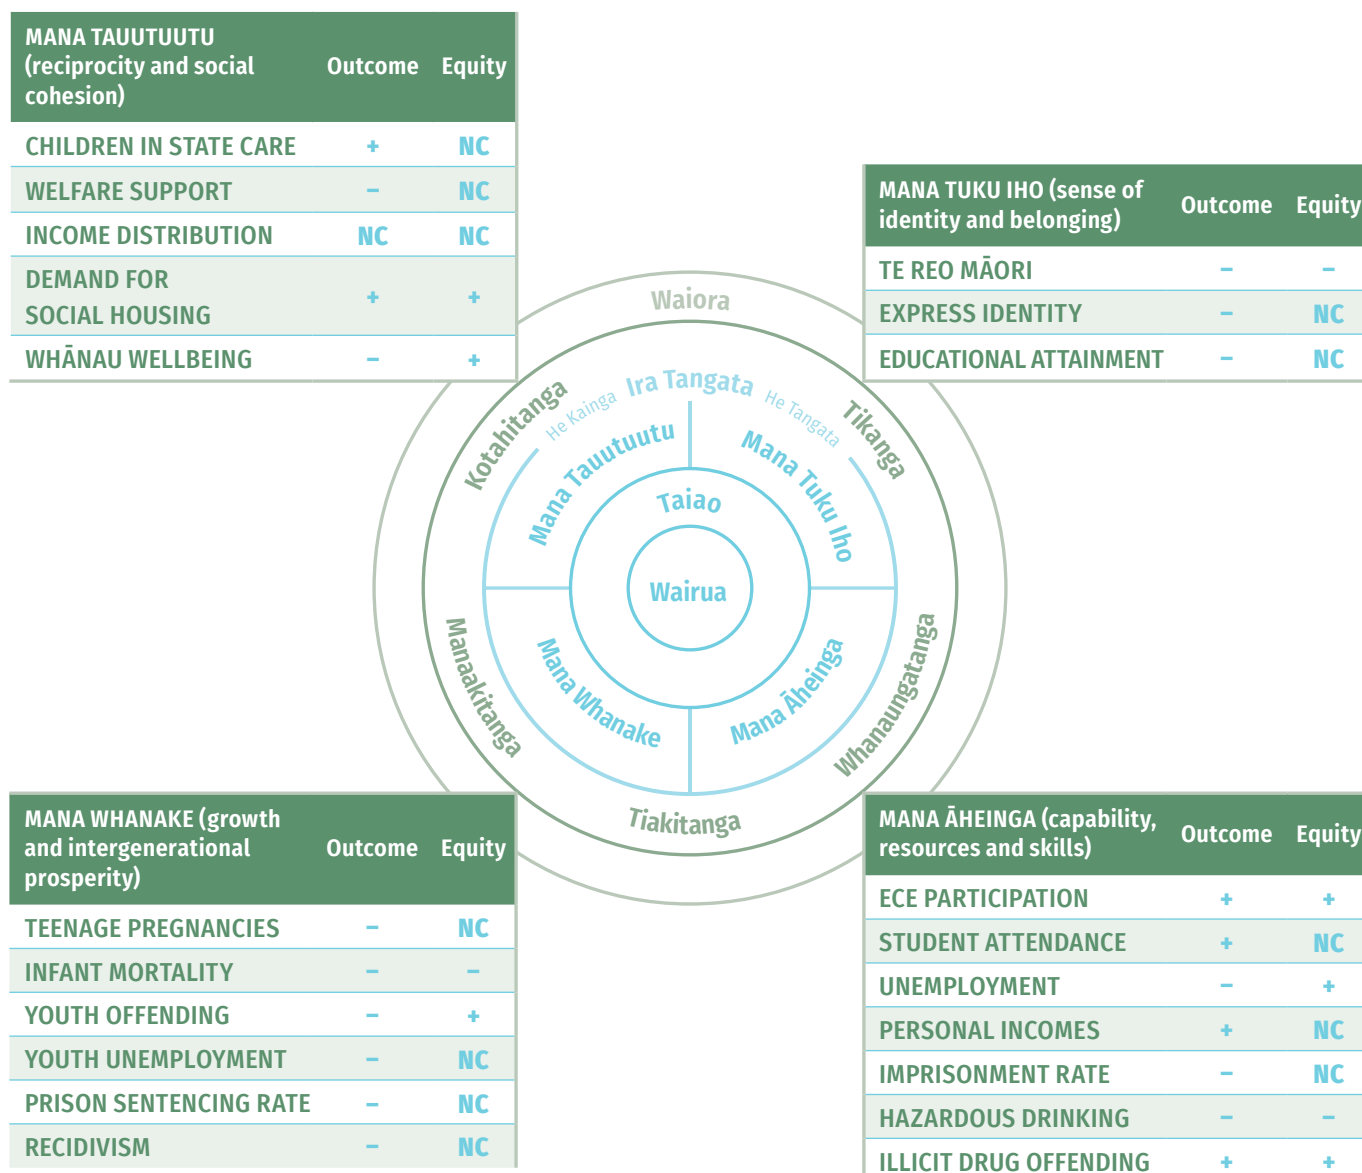 MANA TAUUTUUTU
(reciprocity and social
cohesion)
Outcome Equity
CHILDREN IN STATE CARE + NC
WELFARE SUPPORT – NC
INCOME DISTRIBUTION NC NC
DEMAND FOR
SOCIAL HOUSING + +
WHĀNAU WELLBEING – +
MANA TUKU IHO (sense of
identity and belonging)
Outcome Equity
TE REO MĀORI – –
EXPRESS IDENTITY – NC
EDUCATIONAL ATTAINMENT – NC
Waiora
Kotahitanga
He Kainga
Ira Tangata
He Tangata
Tikanga
Mana Tauutuutu
Mana Tuku Iho
Taiao
Wairua
Manaakitanga
Mana Whanake
Mana Āheinga
Whanaungatanga
Tiakitanga
MANA WHANAKE (growth
and intergenerational
prosperity)
Outcome Equity
TEENAGE PREGNANCIES – NC
INFANT MORTALITY – –
YOUTH OFFENDING – +
YOUTH UNEMPLOYMENT – NC
PRISON SENTENCING RATE – NC
RECIDIVISM – NC
MANA ĀHEINGA (capability,
resources and skills)
Outcome Equity
ECE PARTICIPATION + +
STUDENT ATTENDANCE + NC
UNEMPLOYMENT – +
PERSONAL INCOMES + NC
IMPRISONMENT RATE – NC
HAZARDOUS DRINKING – –
ILLICIT DRUG OFFENDING + +